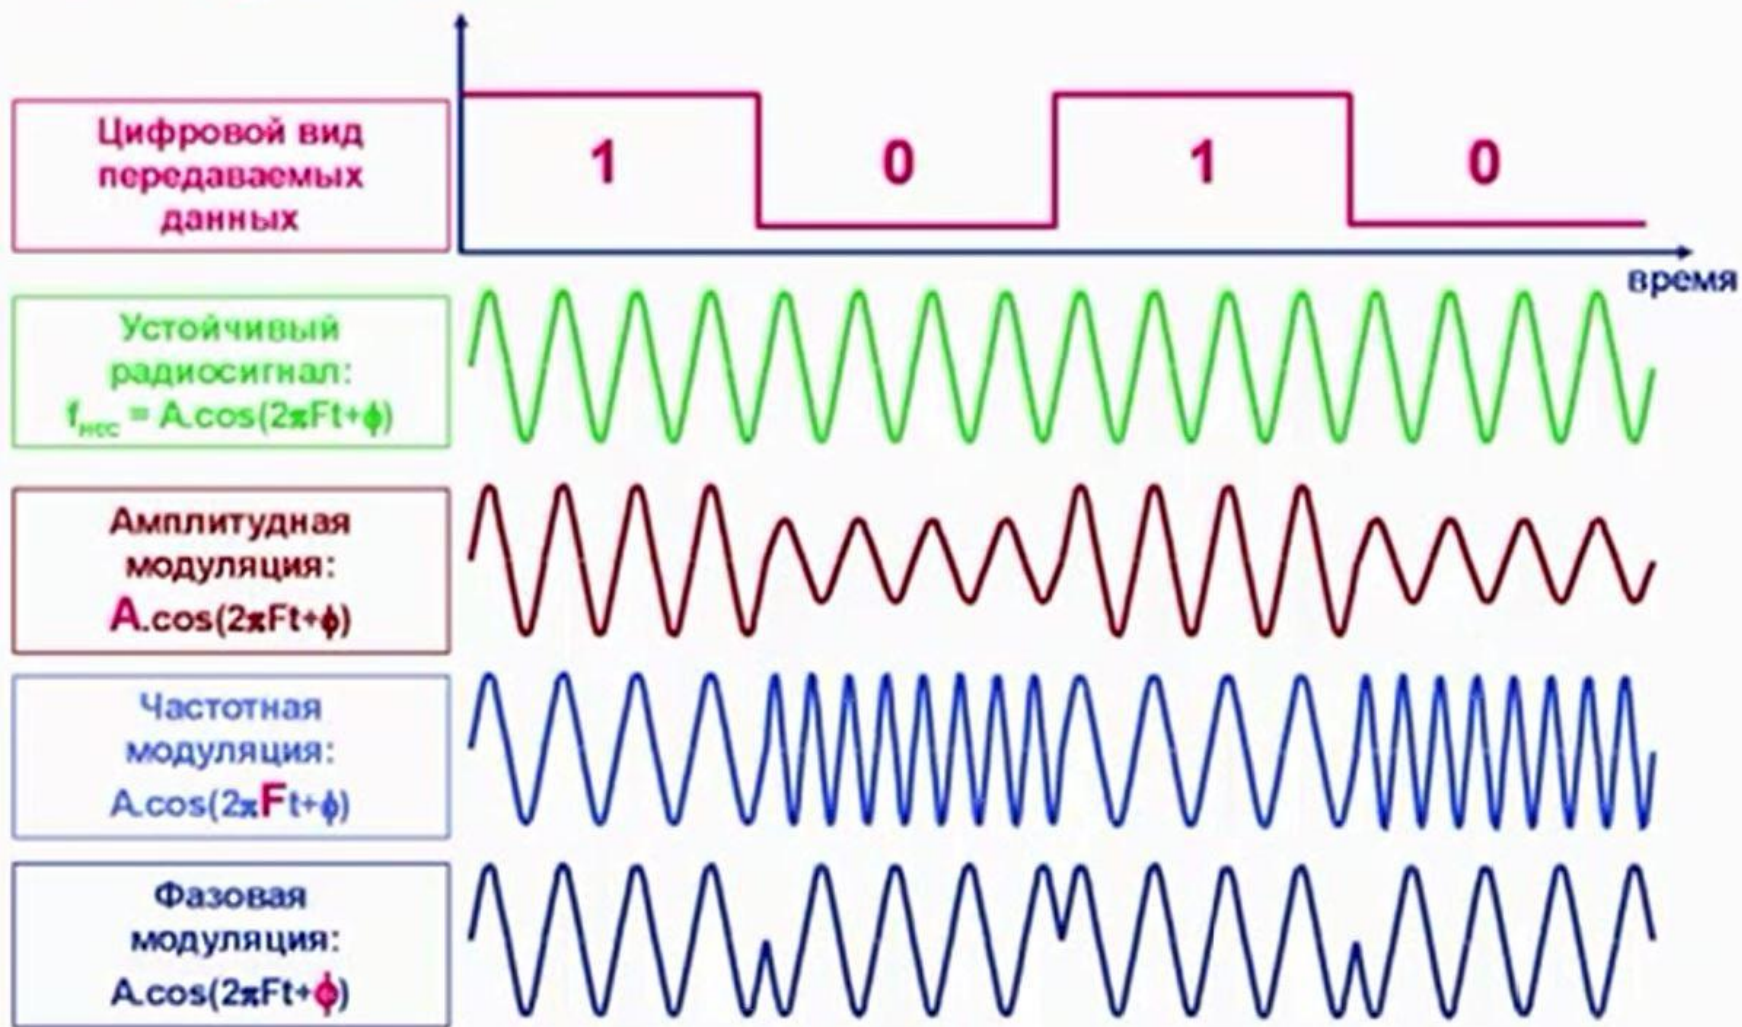 Цифровой вид
передаваемых
данных
1 0 1 0
время
Устойчивый
радиосигнал:
fнес = A.cos(2πFt+ϕ)
Амплитудная
модуляция:
A.cos(2πFt+ϕ)
Частотная
модуляция:
A.cos(2πFt+ϕ)
Фазовая
модуляция:
A.cos(2πFt+ϕ)